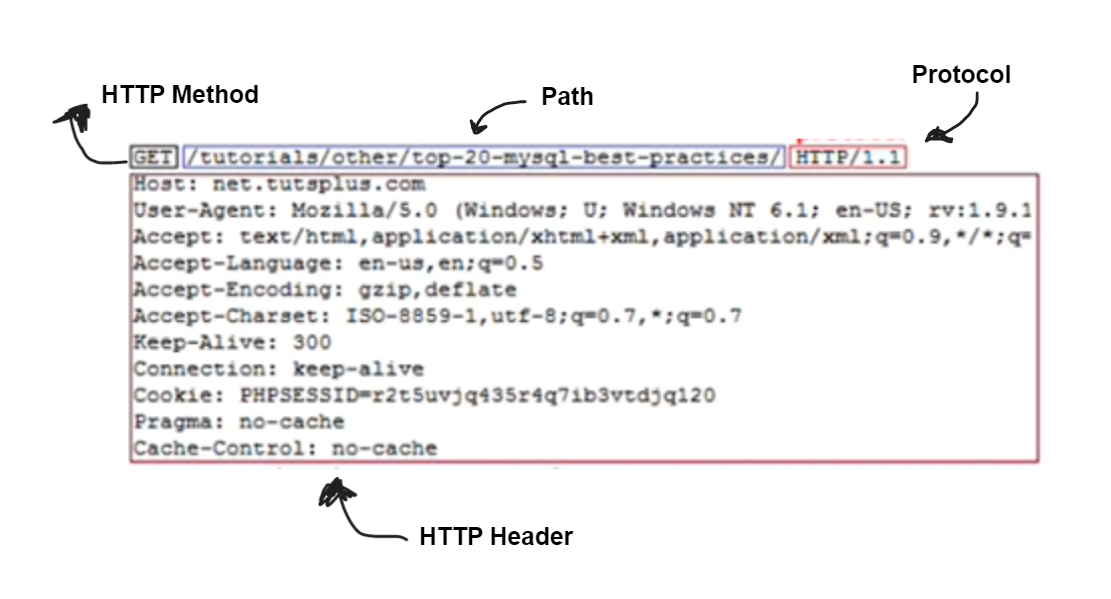 HTTP Method
Path
Protocol
GET /tutorials/other/top-20-mysql-best-practices/ HTTP/1.1
Host: net.tutsplus.com
User-Agent: Mozilla/5.0 (Windows; U; Windows NT 6.1; en-US; rv:1.9.1
Accept: text/html,application/xhtml+xml,application/xml;q=0.9,*/*;q=
Accept-Language: en-us,en;q=0.5
Accept-Encoding: gzip,deflate
Accept-Charset: ISO-8859-1,utf-8;q=0.7,*;q=0.7
Keep-Alive: 300
Connection: keep-alive
Cookie: PHPSESSID=r2t5uvjq435r4q7ib3vtdjq120
Pragma: no-cache
Cache-Control: no-cache
HTTP Header